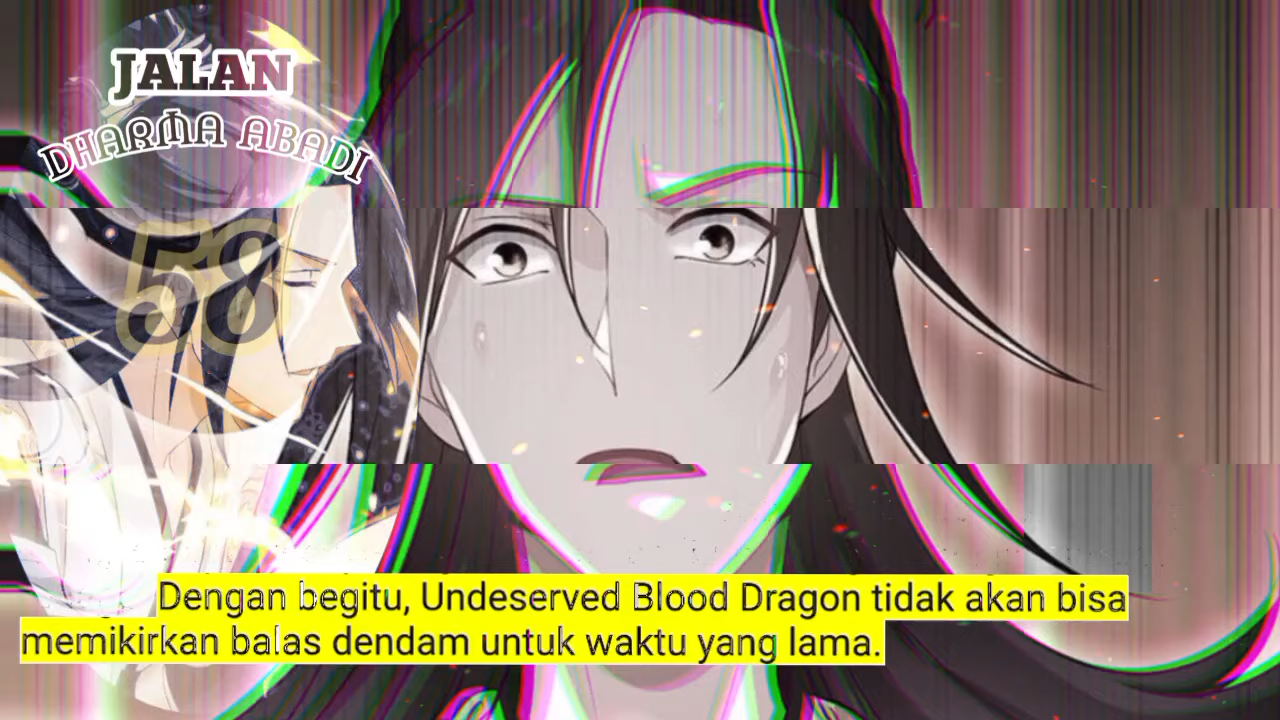 JALAN
DHARMA ABADI
58
Dengan begitu, Undeserved Blood Dragon tidak akan bisa
memikirkan balas dendam untuk waktu yang lama.